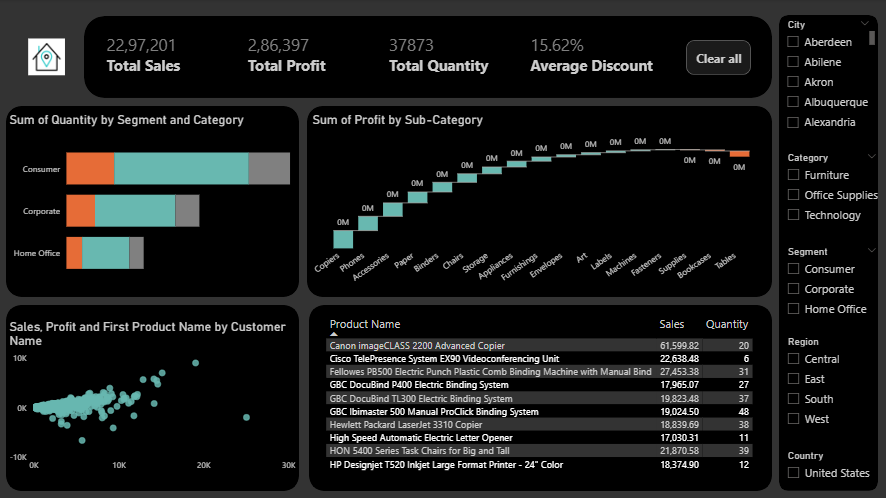 22,97,201
Total Sales
2,86,397
Total Profit
37873
Total Quantity
15.62%
Average Discount
Clear all
Sum of Quantity by Segment and Category
Consumer
Corporate
Home Office
Sum of Profit by Sub-Category
0M 0M 0M 0M 0M 0M 0M 0M 0M 0M 0M 0M 0M 0M 0M 0M 0M
Copiers
Phones
Accessories
Paper
Binders
Chairs
Storage
Appliances
Furnishings
Envelopes
Art
Labels
Machines
Fasteners
Supplies
Bookcases
Tables
Sales, Profit and First Product Name by Customer
Name
10K
0K
-10K
0K 10K 20K 30K
Product Name Sales Quantity
Canon imageCLASS 2200 Advanced Copier 61,599.82 20
Cisco TelePresence System EX90 Videoconferencing Unit 22,638.48 6
Fellowes PB500 Electric Punch Plastic Comb Binding Machine with Manual Bind 27,453.38 31
GBC DocuBind P400 Electric Binding System 17,965.07 27
GBC DocuBind TL300 Electric Binding System 19,823.48 37
GBC Ibimaster 500 Manual ProClick Binding System 19,024.50 48
Hewlett Packard LaserJet 3310 Copier 18,839.69 38
High Speed Automatic Electric Letter Opener 17,030.31 11
HON 5400 Series Task Chairs for Big and Tall 21,870.58 39
HP Designjet T520 Inkjet Large Format Printer - 24" Color 18,374.90 12
City
Aberdeen
Abilene
Akron
Albuquerque
Alexandria
Category
Furniture
Office Supplies
Technology
Segment
Consumer
Corporate
Home Office
Region
Central
East
South
West
Country
United States